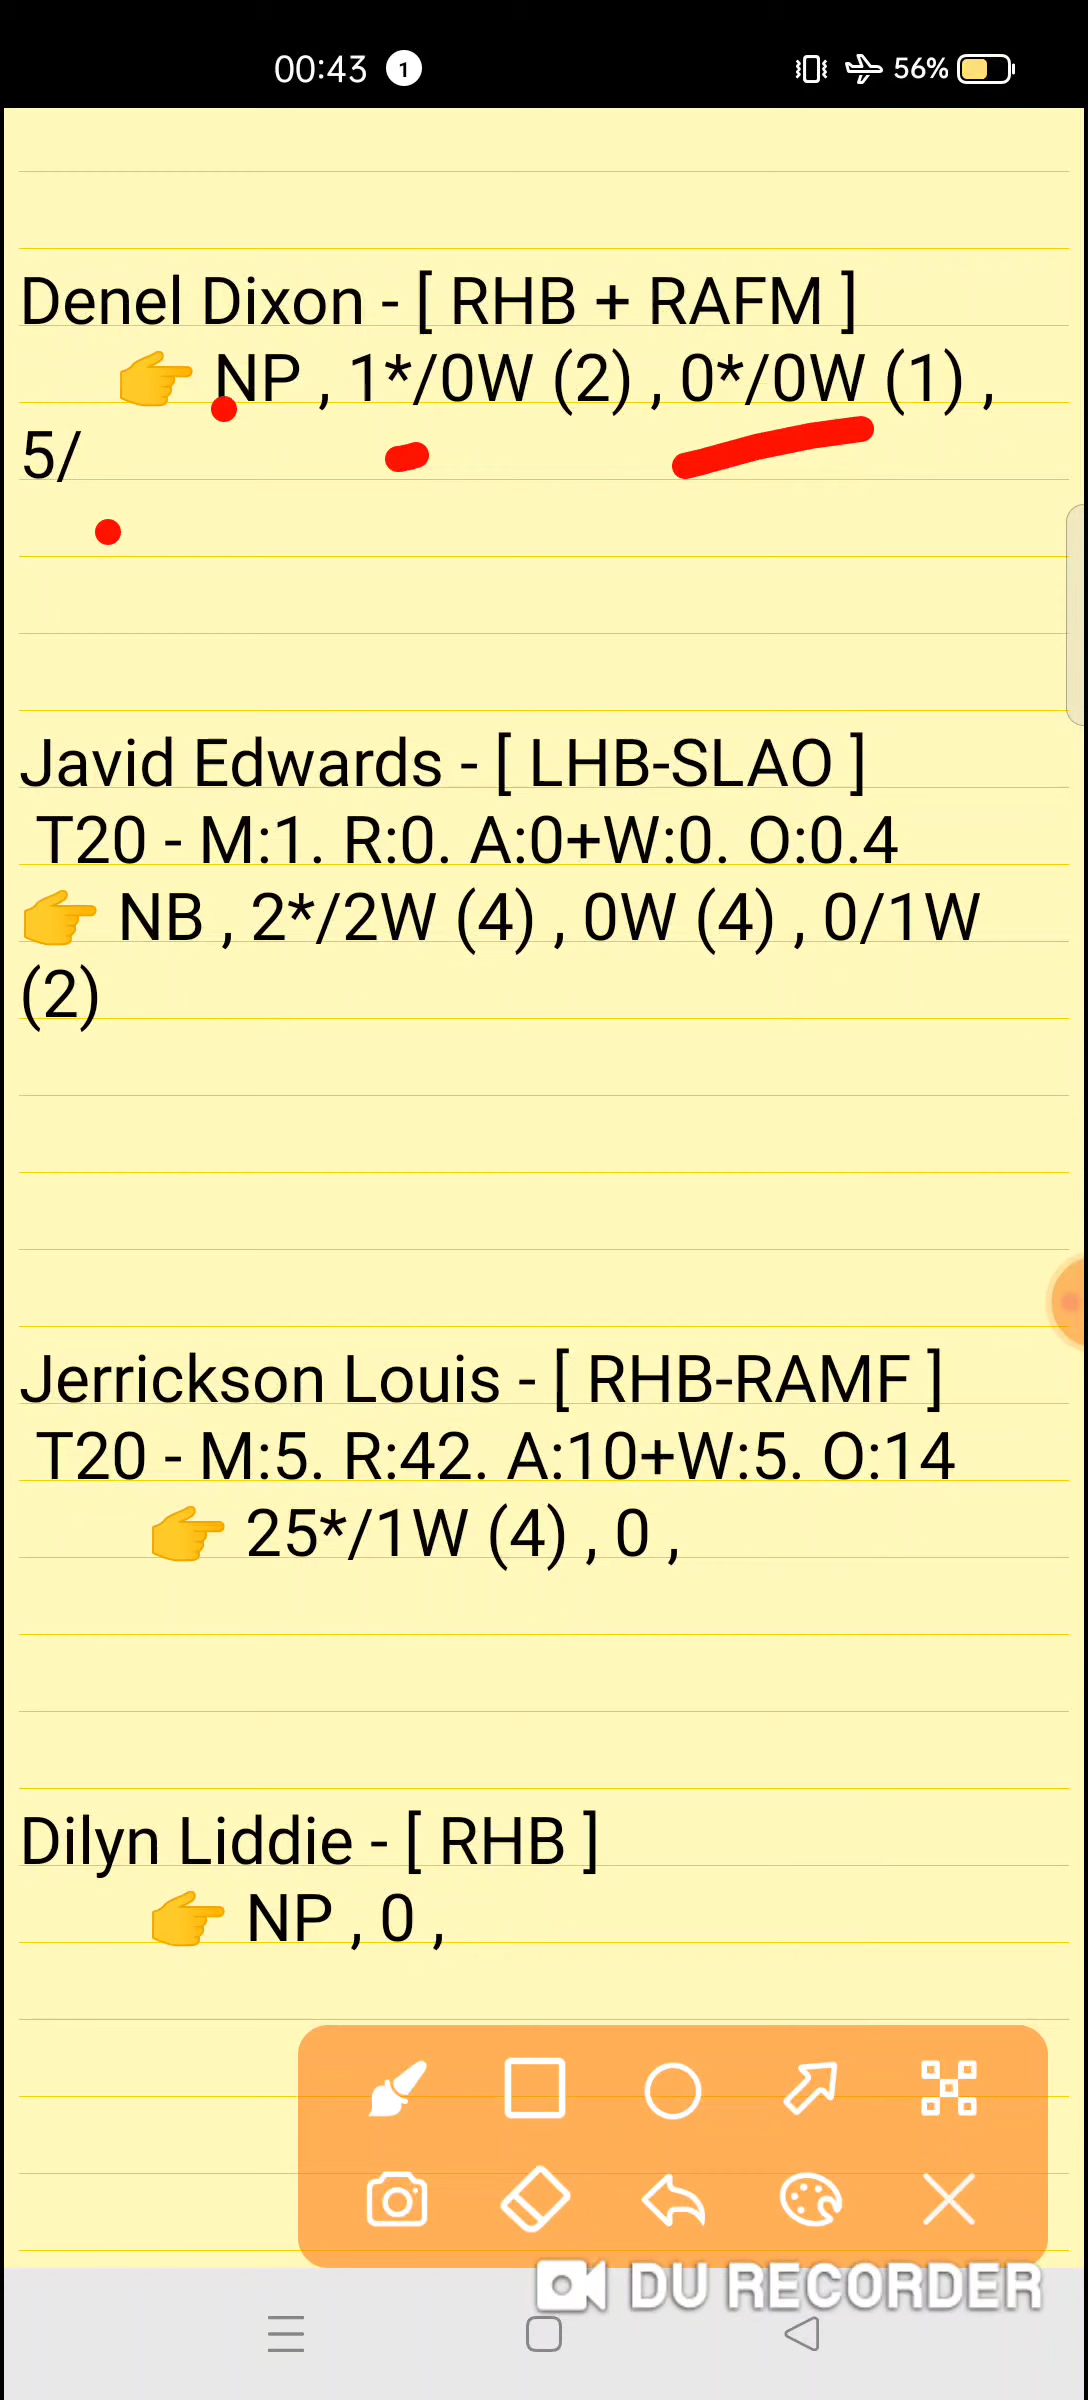 00:43 1 56%
Denel Dixon - [ RHB + RAFM ]
👉 NP , 1*/0W (2) , 0*/0W (1) ,
5/
Javid Edwards - [ LHB-SLAO ]
T20 - M:1. R:0. A:0+W:0. O:0.4
👉 NB , 2*/2W (4) , 0W (4) , 0/1W
(2)
Jerrickson Louis - [ RHB-RAMF ]
T20 - M:5. R:42. A:10+W:5. O:14
👉 25*/1W (4) , 0 ,
Dilyn Liddie - [ RHB ]
👉 NP , 0 ,
DU RECORDER